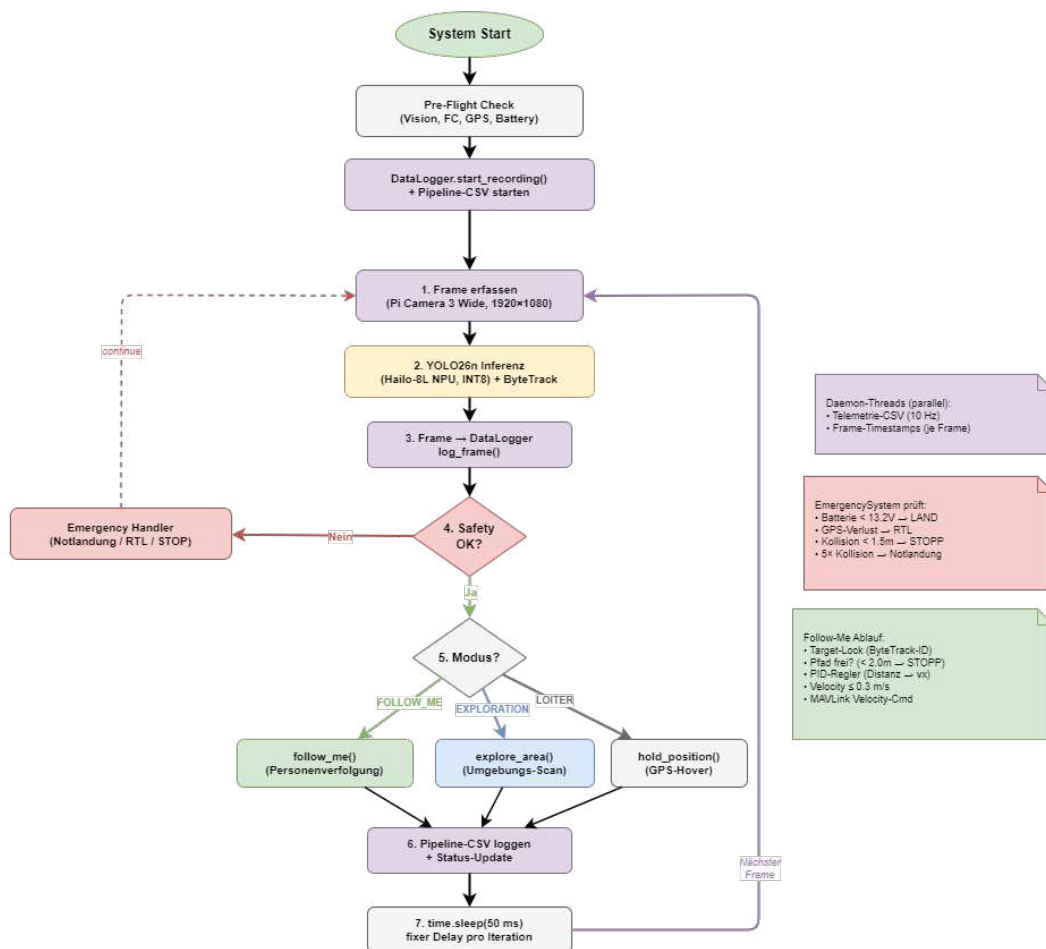 System Start
Pre-Flight Check
(Vision, FC, GPS, Battery)
DataLogger.start_recording()
+ Pipeline-CSV starten
1. Frame erfassen
(Pi Camera 3 Wide, 1920×1080)
continue
2. YOLO26n Inferenz
(Hailo-8L NPU, INT8) + ByteTrack
3. Frame → DataLogger
log_frame()
Daemon-Threads (parallel):
• Telemetrie-CSV (10 Hz)
• Frame-Timestamps (je Frame)
Emergency Handler
(Notlandung / RTL / STOP)
Nein
4. Safety
OK?
EmergencySystem prüft:
• Batterie < 13.2V → LAND
• GPS-Verlust → RTL
• Kollision < 1.5m → STOPP
• 5× Kollision → Notlandung
Ja
5. Modus?
Follow-Me Ablauf:
• Target-Lock (ByteTrack-ID)
• Pfad frei? (< 2.0m → STOPP)
• PID-Regler (Distanz → vx)
• Velocity ≤ 0.3 m/s
• MAVLink Velocity-Cmd
FOLLOW_ME
EXPLORATION
LOITER
follow_me()
(Personenverfolgung)
explore_area()
(Umgebungs-Scan)
hold_position()
(GPS-Hover)
6. Pipeline-CSV loggen
+ Status-Update
Nächster
Frame
7. time.sleep(50 ms)
fixer Delay pro Iteration